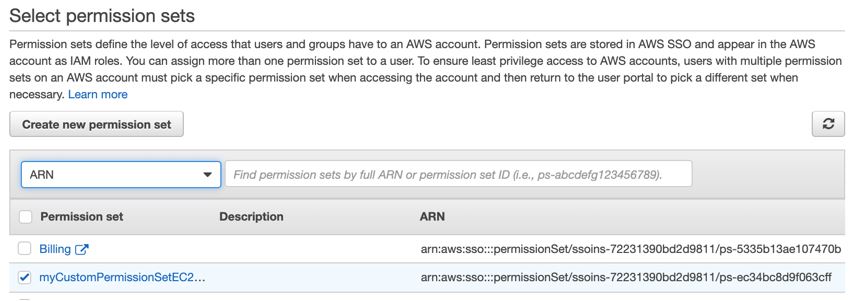 Select permission sets
Permission sets define the level of access that users and groups have to an AWS account. Permission sets are stored in AWS SSO and appear in the AWS
account as IAM roles. You can assign more than one permission set to a user. To ensure least privilege access to AWS accounts, users with multiple permission
sets on an AWS account must pick a specific permission set when accessing the account and then return to the user portal to pick a different set when
necessary. Learn more
Create new permission set
ARN Find permission sets by full ARN or permission set ID (i.e., ps-abcdefg123456789).
Permission set Description ARN
Billing arn:aws:sso:::permissionSet/ssoins-72231390bd2d9811/ps-5335b13ae107470b
myCustomPermissionSetEC2... arn:aws:sso:::permissionSet/ssoins-72231390bd2d9811/ps-ec34bc8d9f063cff